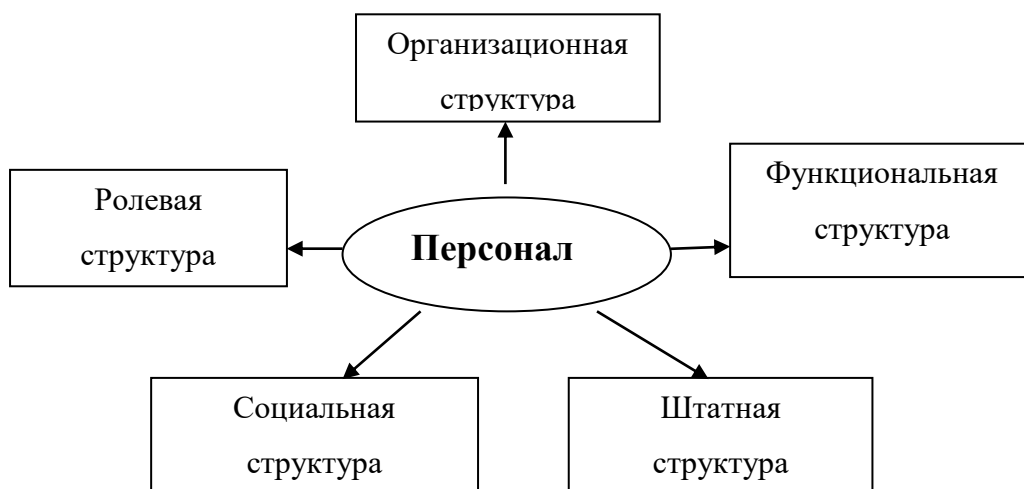 Организационная
структура
Ролевая
структура
Персонал
Функциональная
структура
Социальная
структура
Штатная
структура